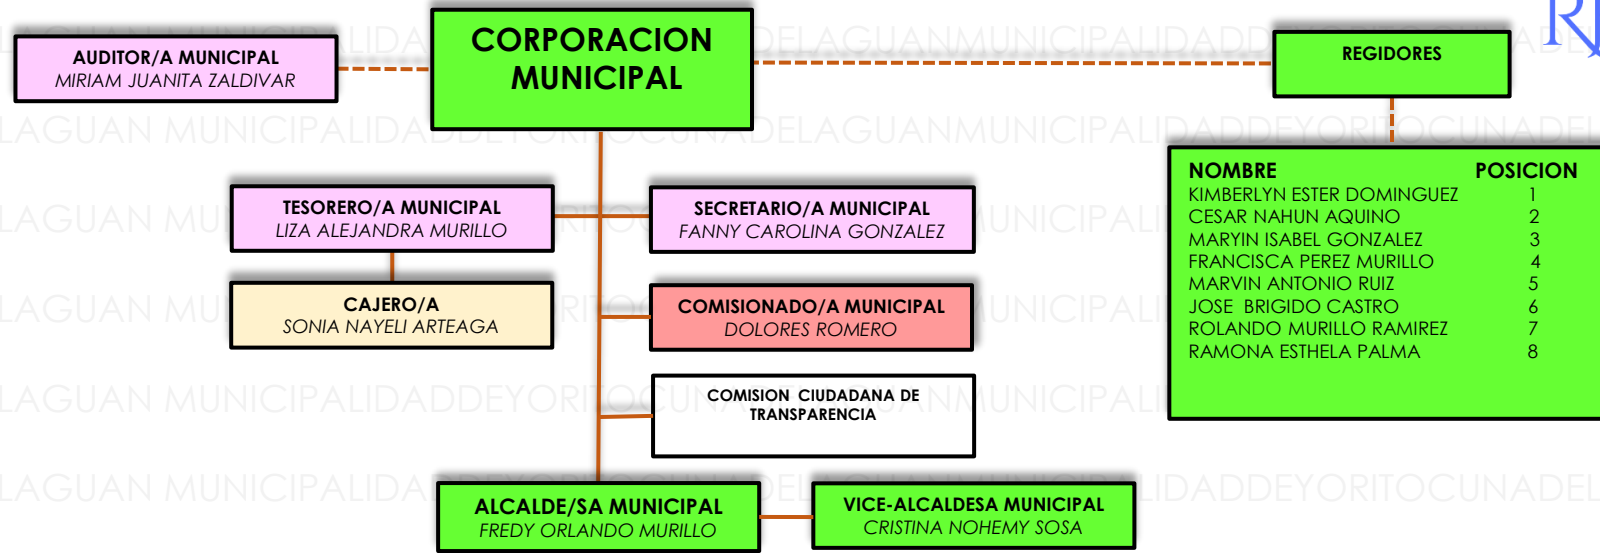 CORPORACION
MUNICIPAL
AUDITOR/A MUNICIPAL
MIRIAM JUANITA ZALDIVAR
REGIDORES
NOMBRE POSICION
KIMBERLYN ESTER DOMINGUEZ 1
CESAR NAHUN AQUINO 2
MARYIN ISABEL GONZALEZ 3
FRANCISCA PEREZ MURILLO 4
MARVIN ANTONIO RUIZ 5
JOSE BRIGIDO CASTRO 6
ROLANDO MURILLO RAMIREZ 7
RAMONA ESTHELA PALMA 8
TESORERO/A MUNICIPAL
LIZA ALEJANDRA MURILLO
SECRETARIO/A MUNICIPAL
FANNY CAROLINA GONZALEZ
CAJERO/A
SONIA NAYELI ARTEAGA
COMISIONADO/A MUNICIPAL
DOLORES ROMERO
COMISION CIUDADANA DE
TRANSPARENCIA
ALCALDE/SA MUNICIPAL
FREDY ORLANDO MURILLO
VICE-ALCALDESA MUNICIPAL
CRISTINA NOHEMY SOSA